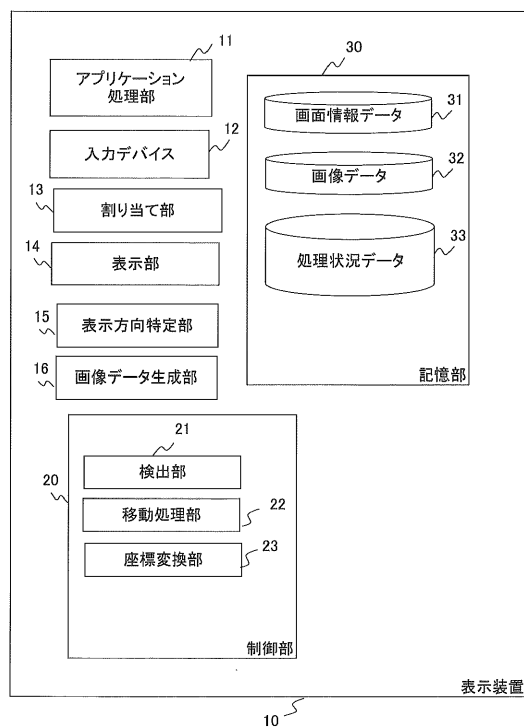 11
アプリケーション
処理部
12
入力デバイス
13
割り当て部
14
表示部
15
表示方向特定部
16
画像データ生成部
30
31
画面情報データ
32
画像データ
33
処理状況データ
記憶部
20
21
検出部
22
移動処理部
23
座標変換部
制御部
表示装置
10